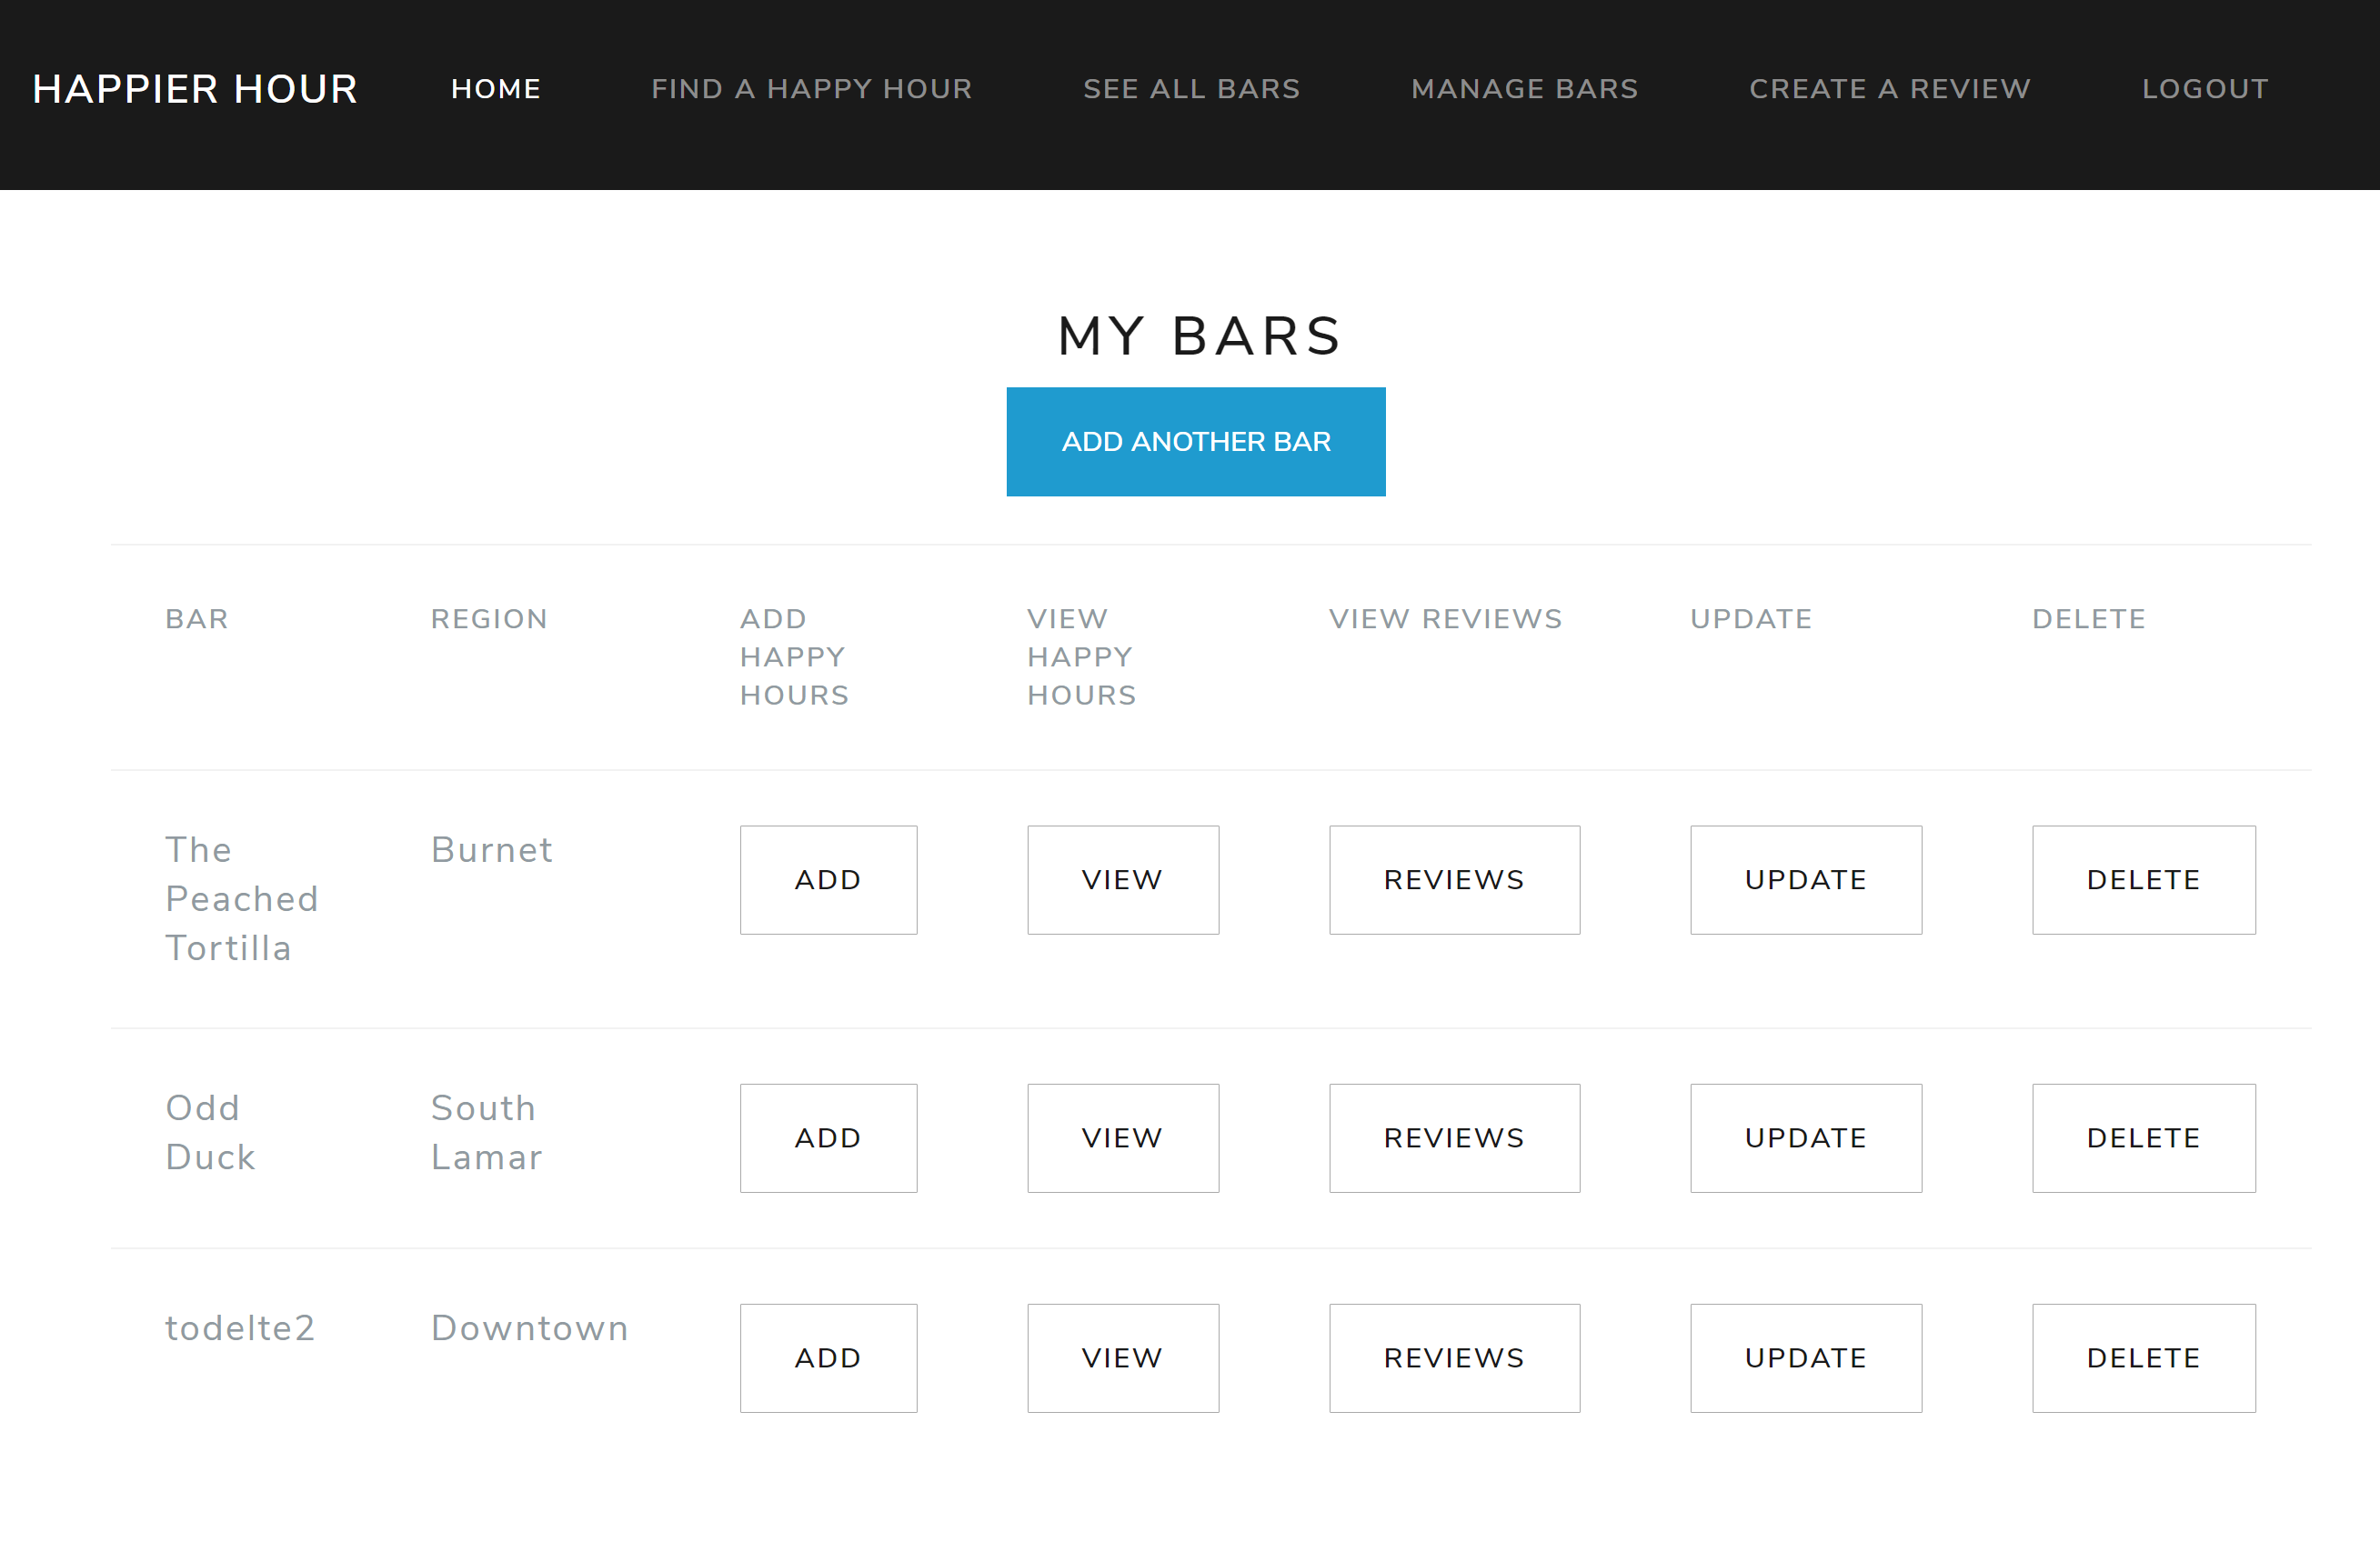 HAPPIER HOUR HOME FIND A HAPPY HOUR SEE ALL BARS MANAGE BARS CREATE A REVIEW LOGOUT
MY BARS
ADD ANOTHER BAR
BAR REGION ADD VIEW VIEW REVIEWS UPDATE DELETE
HAPPY HAPPY
HOURS HOURS
The Burnet ADD VIEW REVIEWS UPDATE DELETE
Peached
Tortilla
Odd South ADD VIEW REVIEWS UPDATE DELETE
Duck Lamar
todelte2 Downtown ADD VIEW REVIEWS UPDATE DELETE